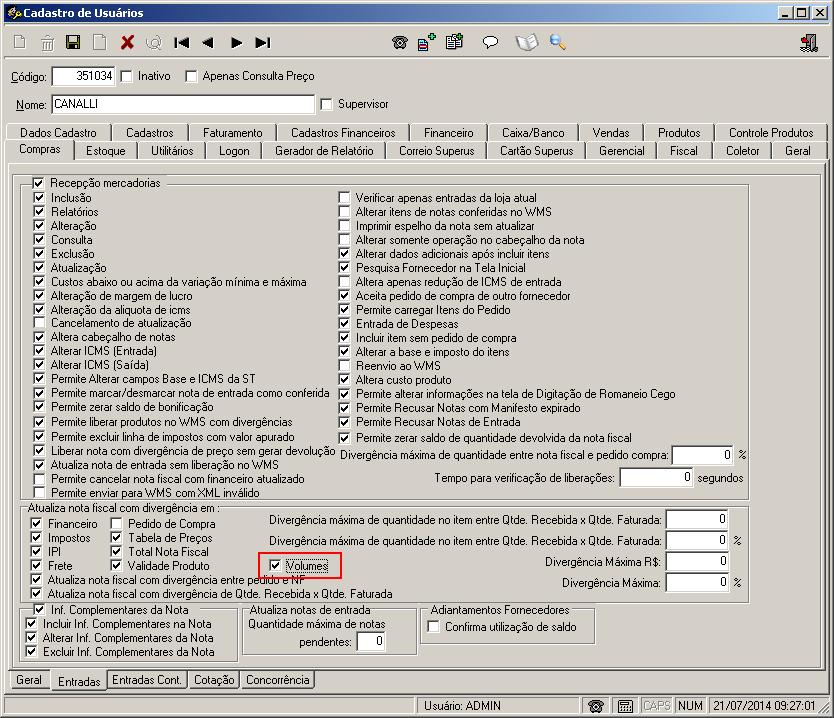 Cadastro de Usuários
Código: 351034 Inativo Apenas Consulta Preço
Nome: CANALLI Supervisor
Dados Cadastro Cadastros Faturamento Cadastros Financeiros Financeiro Caixa/Banco Vendas Produtos Controle Produtos
Compras Estoque Utilitários Logon Gerador de Relatório Correio Superus Cartão Superus Gerencial Fiscal Coletor Geral
Recepção mercadorias
Inclusão
Relatórios
Alteração
Consulta
Exclusão
Atualização
Custos abaixo ou acima da variação mínima e máxima
Alteração de margem de lucro
Alteração da aliquota de icms
Cancelamento de atualização
Altera cabeçalho de notas
Alterar ICMS (Entrada)
Alterar ICMS (Saída)
Permite Alterar campos Base e ICMS da ST
Permite marcar/desmarcar nota de entrada como conferida
Permite zerar saldo de bonificação
Permite liberar produtos no WMS com divergências
Permite excluir linha de impostos com valor apurado
Liberar nota com divergência de preço sem gerar devolução
Atualiza nota de entrada sem liberação no WMS
Permite cancelar nota fiscal com financeiro atualizado
Permite enviar para WMS com XML inválido
Verificar apenas entradas da loja atual
Alterar itens de notas conferidas no WMS
Imprimir espelho da nota sem atualizar
Alterar somente operação no cabeçalho da nota
Alterar dados adicionais após incluir itens
Pesquisa Fornecedor na Tela Inicial
Altera apenas redução de ICMS de entrada
Aceita pedido de compra de outro fornecedor
Permite carregar Itens do Pedido
Entrada de Despesas
Incluir item sem pedido de compra
Alterar a base e imposto do itens
Reenvio ao WMS
Altera custo produto
Permite alterar informações na tela de Digitação de Romaneio Cego
Permite Recusar Notas com Manifesto expirado
Permite Recusar Notas de Entrada
Permite zerar saldo de quantidade devolvida da nota fiscal
Divergência máxima de quantidade entre nota fiscal e pedido compra: 0 %
Tempo para verificação de liberações: 0 segundos
Atualiza nota fiscal com divergência em :
Financeiro Pedido de Compra
Impostos Tabela de Preços
IPI Total Nota Fiscal
Frete Validade Produto Volumes
Atualiza nota fiscal com divergência entre pedido e NF
Atualiza nota fiscal com divergência de Qtde. Recebida x Qtde. Faturada
Divergência máxima de quantidade no item entre Qtde. Recebida x Qtde. Faturada: 0
Divergência máxima de quantidade no item entre Qtde. Recebida x Qtde. Faturada: 0 %
Divergência Máxima R$: 0
Divergência Máxima: 0 %
Inf. Complementares da Nota
Incluir Inf. Complementares na Nota
Alterar Inf. Complementares da Nota
Excluir Inf. Complementares da Nota
Atualiza notas de entrada
Quantidade máxima de notas
pendentes: 0
Adiantamentos Fornecedores
Confirma utilização de saldo
Geral Entradas Entradas Cont. Cotação Concorrência
Usuário: ADMIN CAPS NUM 21/07/2014 09:27:01